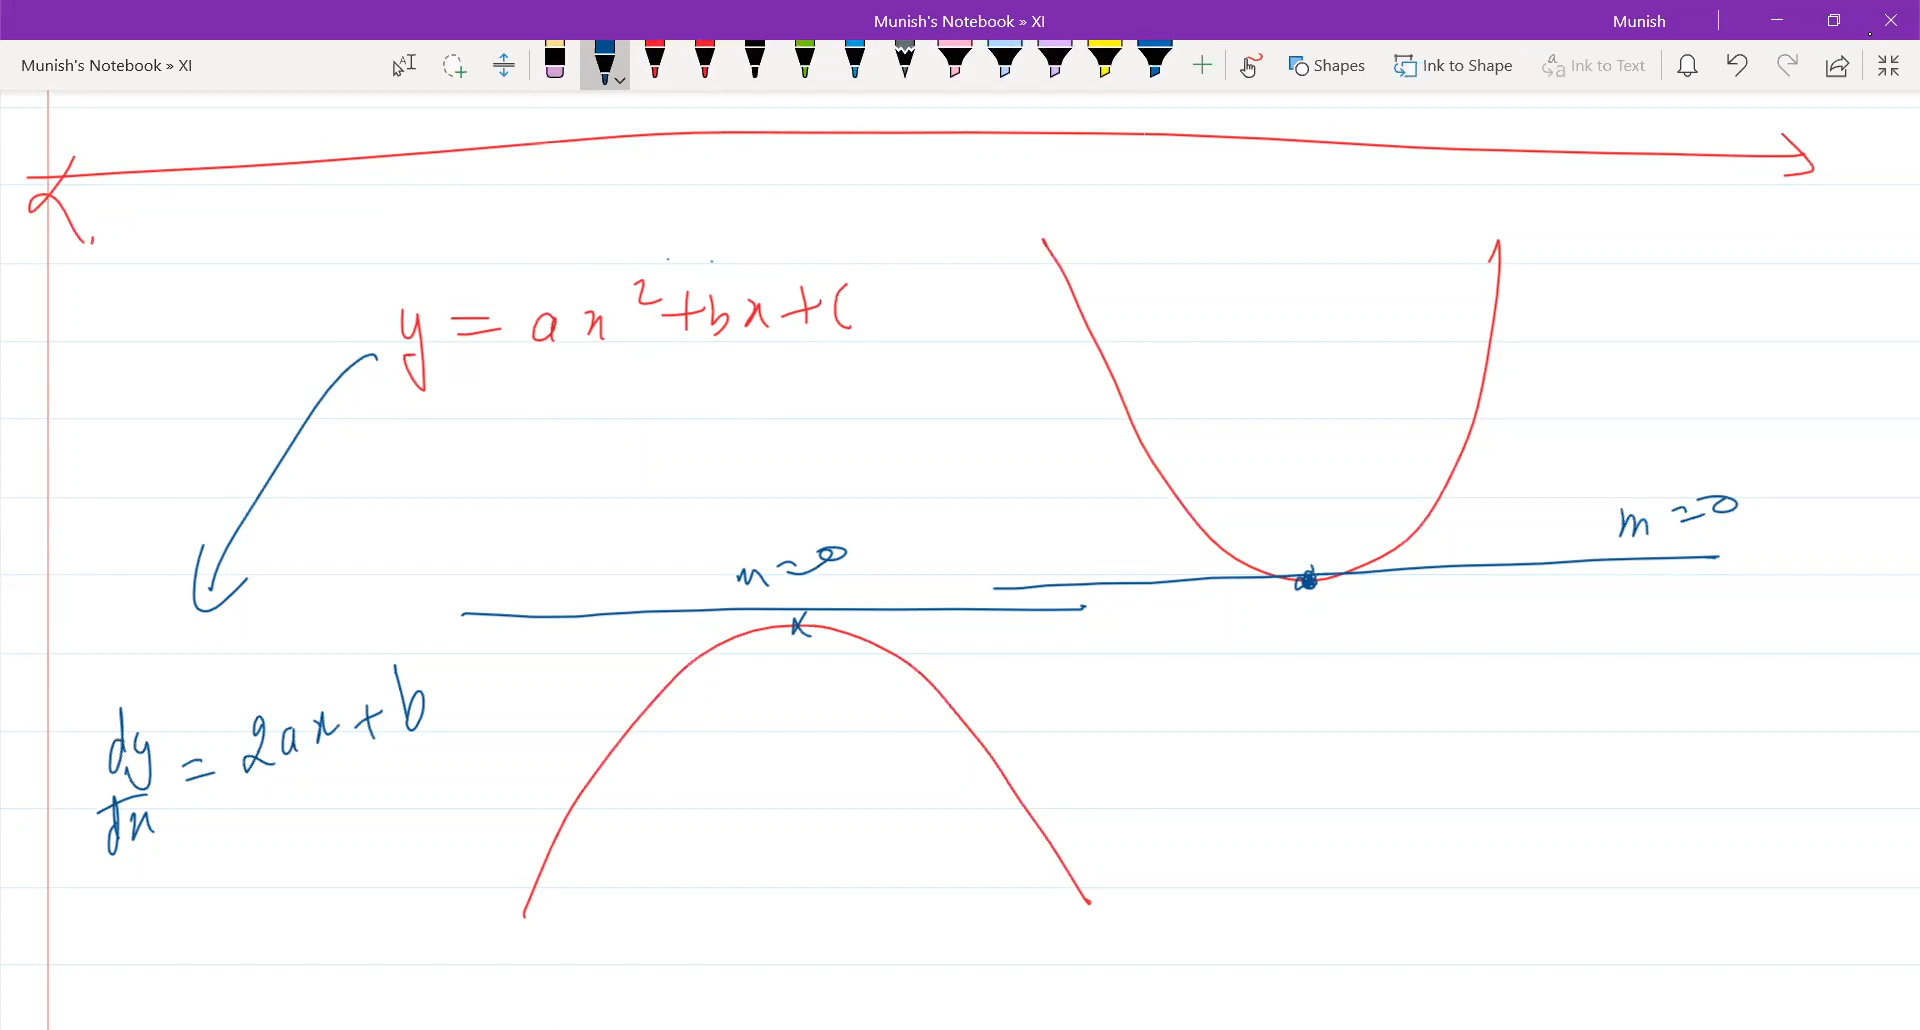 Munish's Notebook » XI
Munish
Munish's Notebook » XI
Shapes
Ink to Shape
Ink to Text
y = ax²+bx+c
m=0
m=0
dy/dx = 2ax+b